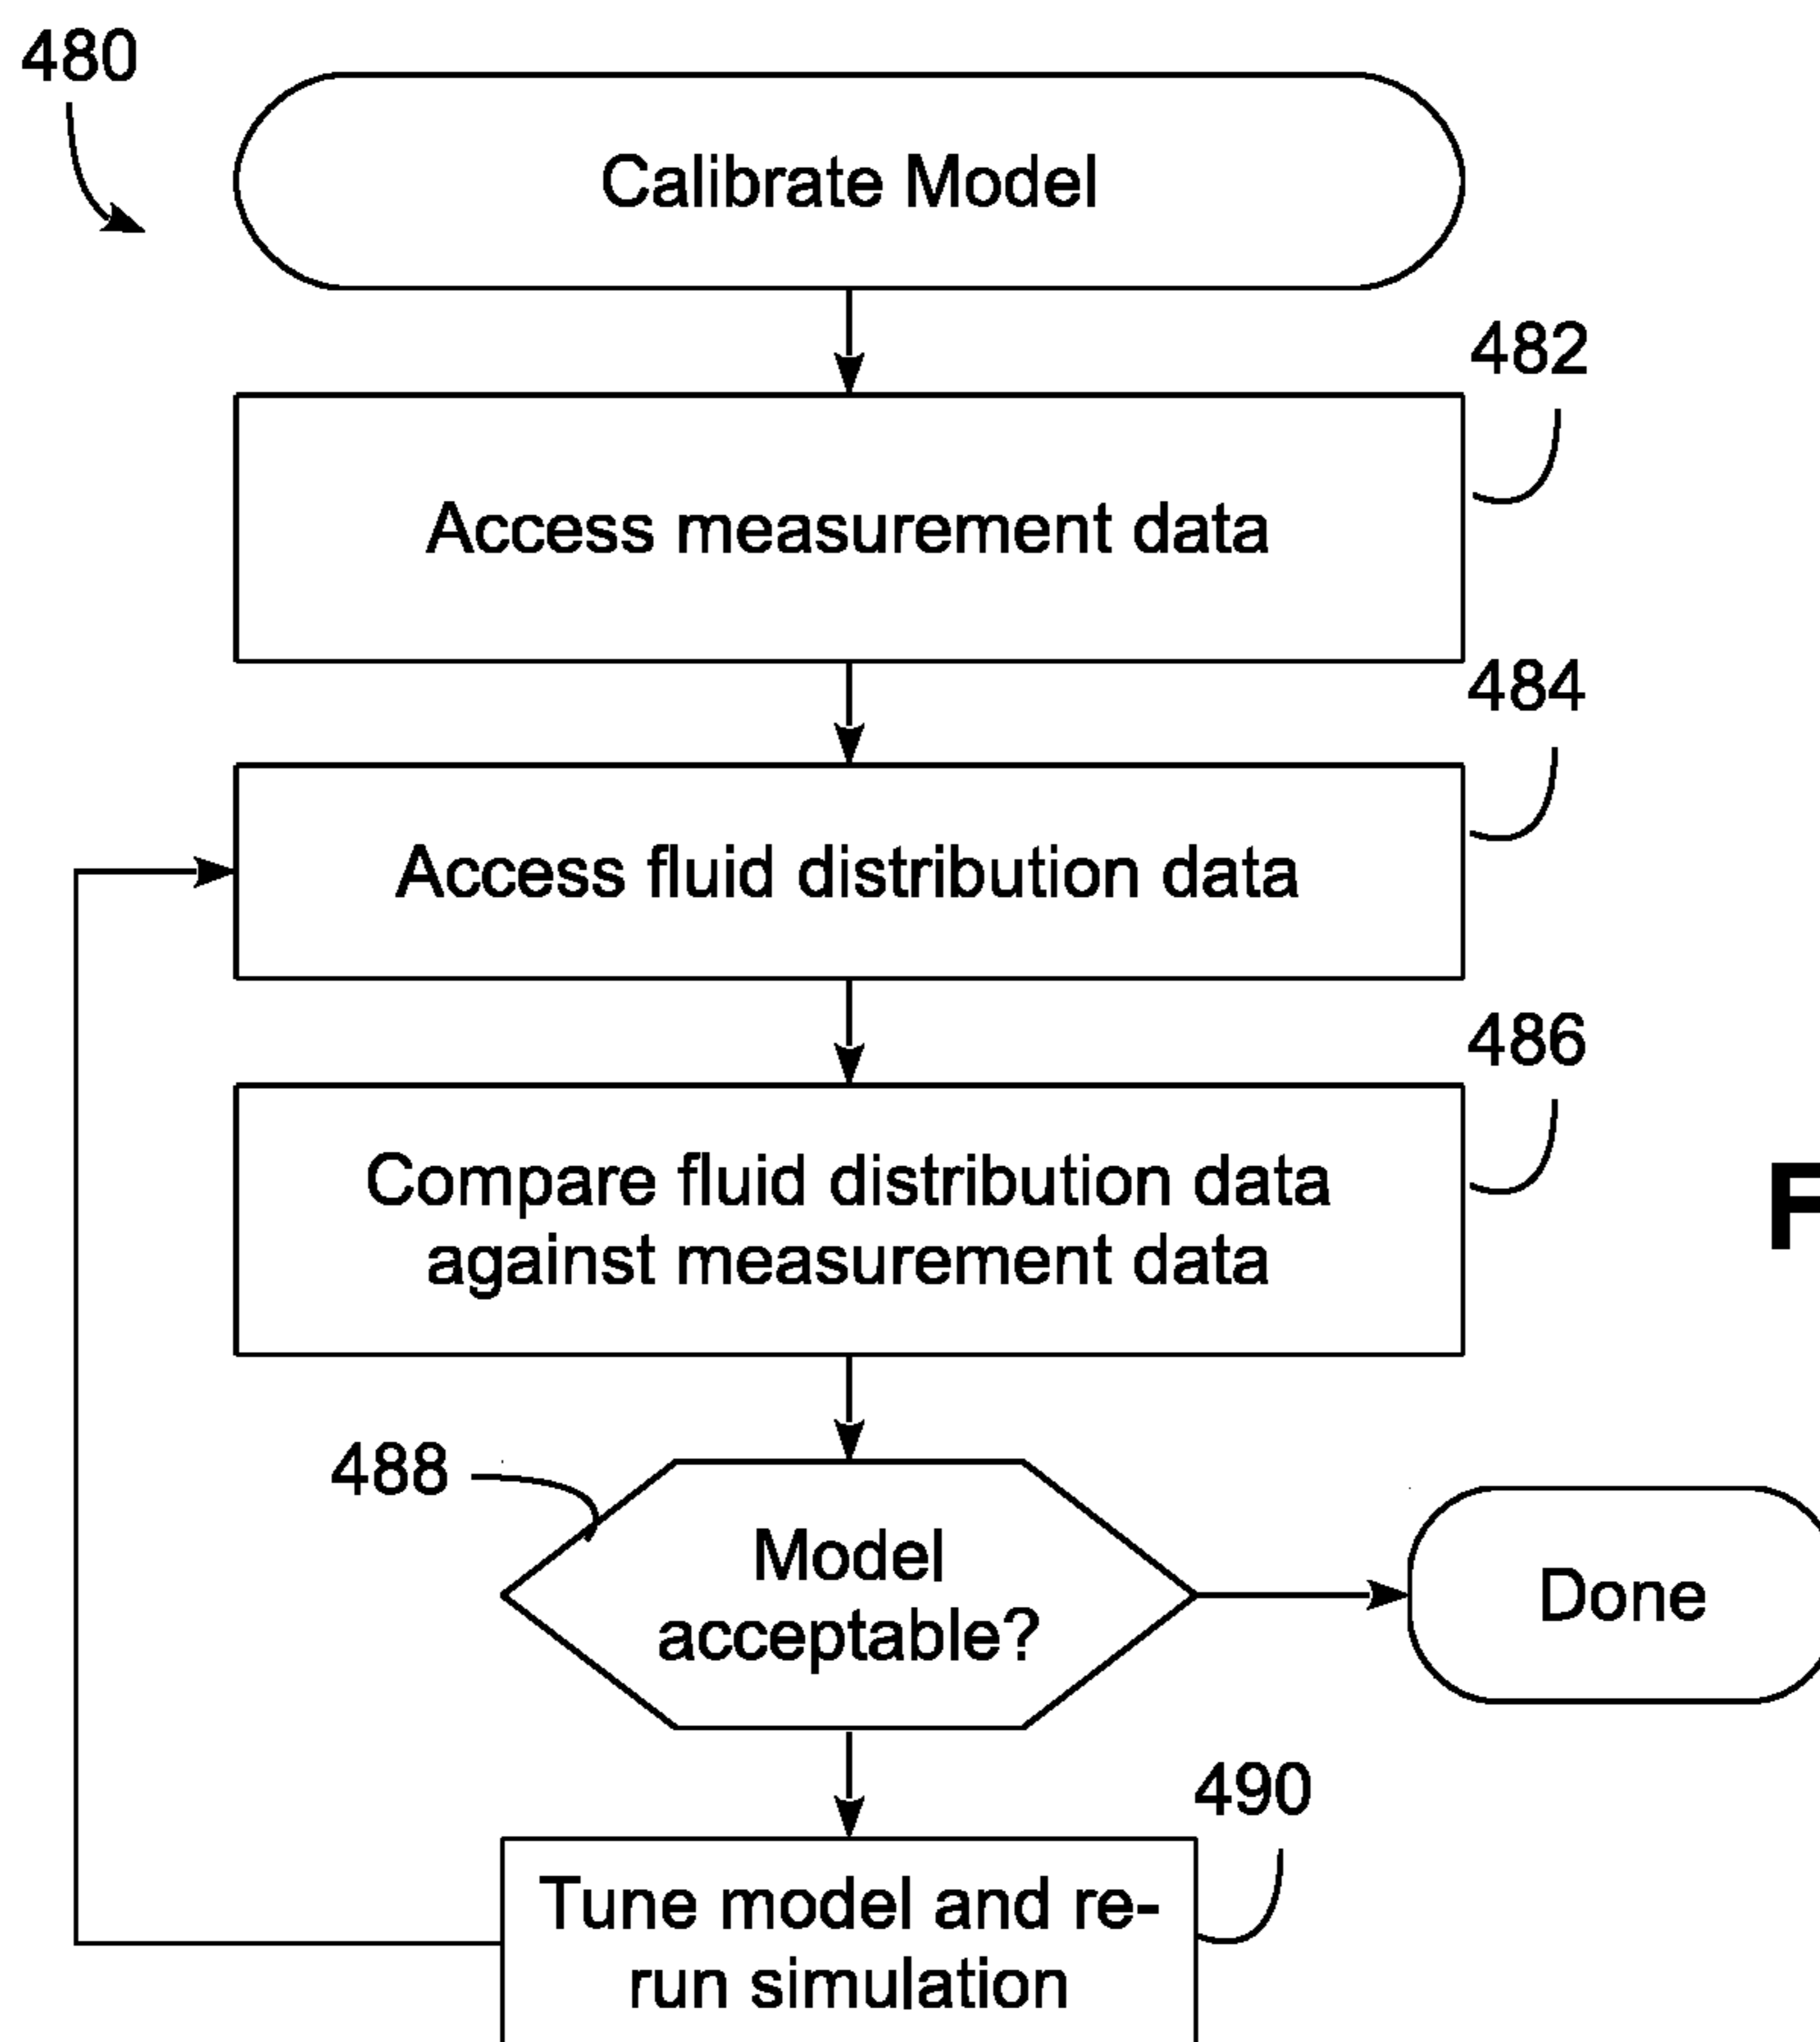 480
Calibrate Model
482
Access measurement data
484
Access fluid distribution data
486
Compare fluid distribution data
against measurement data
F
488
Model
acceptable?
Done
490
Tune model and re-
run simulation